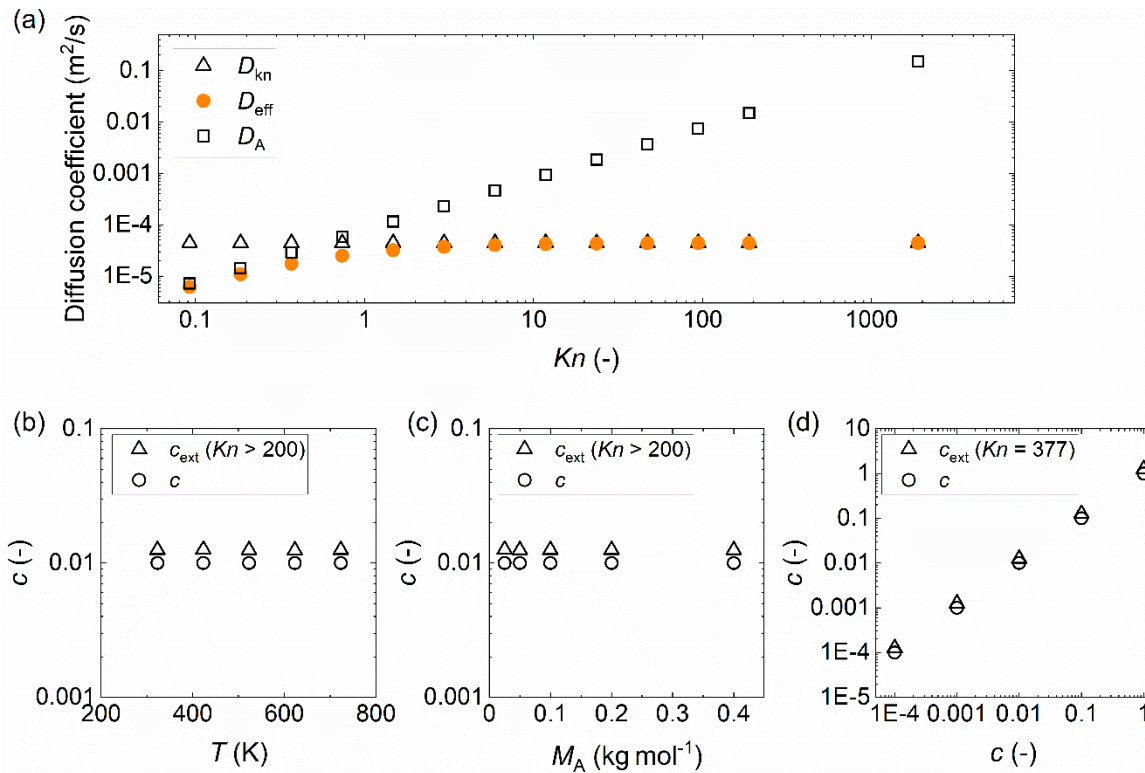 (a)
Diffusion coefficient (m²/s)
0.1
0.01
0.001
1E-4
1E-5
△ D_kn
● D_eff
□ D_A
0.1 1 10 100 1000
Kn (-)
(b)
c (-)
0.1
0.01
0.001
△ c_ext (Kn > 200)
○ c
200 400 600 800
T (K)
(c)
c (-)
0.1
0.01
0.001
△ c_ext (Kn > 200)
○ c
0 0.1 0.2 0.3 0.4
M_A (kg mol⁻¹)
(d)
c (-)
10
1
0.1
0.01
0.001
1E-4
1E-5
△ c_ext (Kn = 377)
○ c
1E-4 0.001 0.01 0.1 1
c (-)